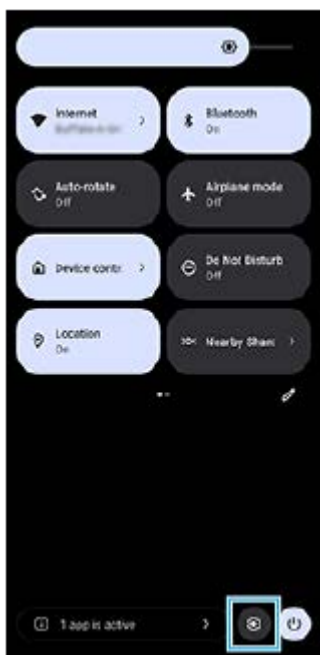 Internet
Bluetooth
On
Auto-rotate
Off
Airplane mode
Off
Device contr
Do Not Disturb
Off
Location
On
Nearby Shar
1 app is active